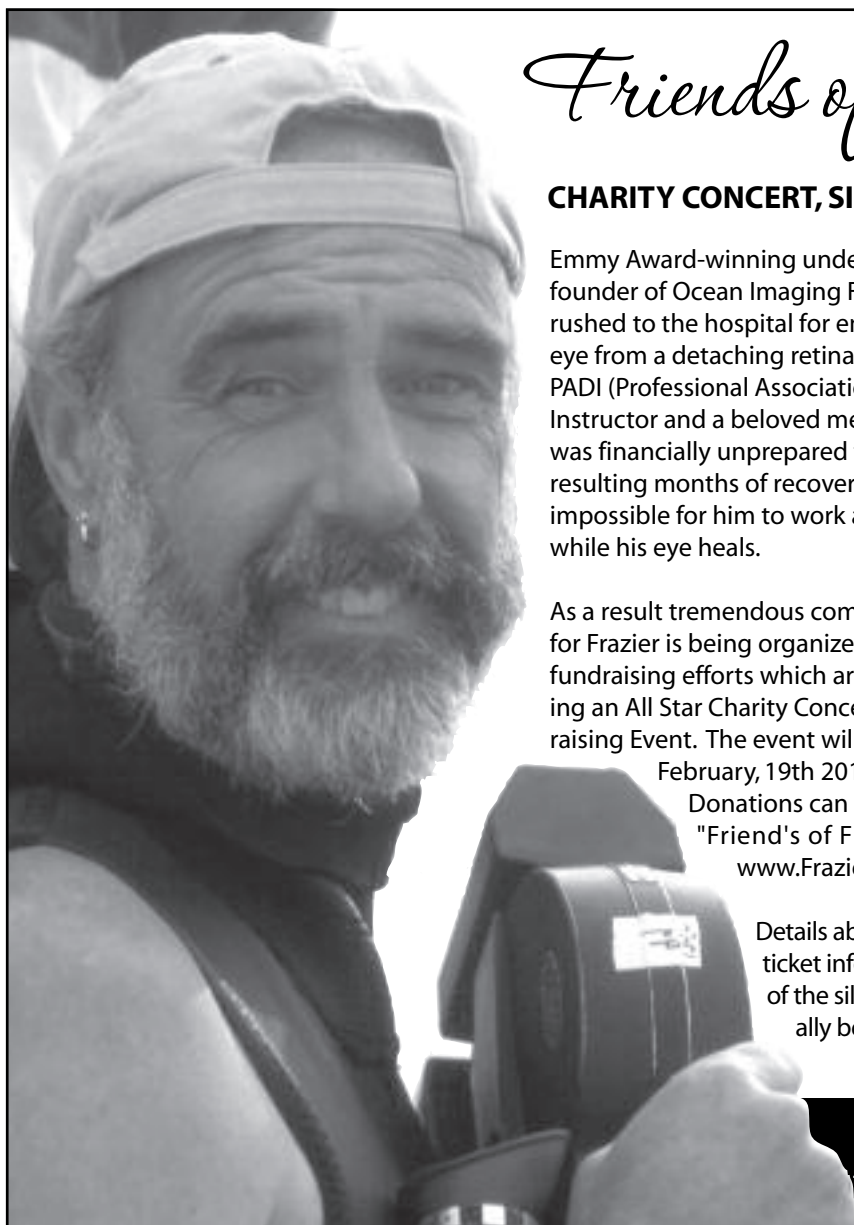 Friends of
CHARITY CONCERT, SI
Emmy Award-winning unde
founder of Ocean Imaging F
rushed to the hospital for er
eye from a detaching retina
PADI (Professional Associatio
Instructor and a beloved me
was financially unprepared
resulting months of recover
impossible for him to work a
while his eye heals.
As a result tremendous com
for Frazier is being organize
fundraising efforts which ar
ing an All Star Charity Conce
raising Event. The event wil
February, 19th 201
Donations can
"Friend's of F
www.Frazie
Details ab
ticket inf
of the sil
ally be